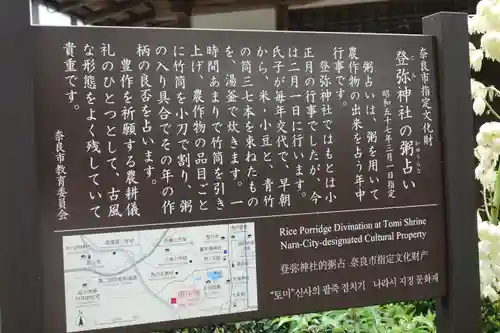 奈良市指定文化財
登弥神社の粥占い
とみ
かゆうらな
昭和五十七年三月一日指定
粥占いは、粥を用いて
農作物の出来を占う年中
行事です。
登弥神社ではもとは小
正月の行事でしたが、今
は二月一日に行います。
氏子が毎年交代で、早朝
から、米・小豆と、青竹
の筒三七本を束ねたもの
を、湯釜で炊きます。一
時間あまりで竹筒を引き
上げ、農作物の品目ごと
に竹筒を小刀で割り、粥
の入り具合でその年の作
柄の良否を占います。
豊作を祈願する農耕儀
礼のひとつとして、古風
な形態をよく残していて
貴重です。
奈良市教育委員会
Rice Porridge Divination at Tomi Shrine
Nara-City-designated Cultural Property
登弥神社的粥占 奈良市指定文化财产
"토미" 신사의 팥죽 점치기 나라시 지정 문화재